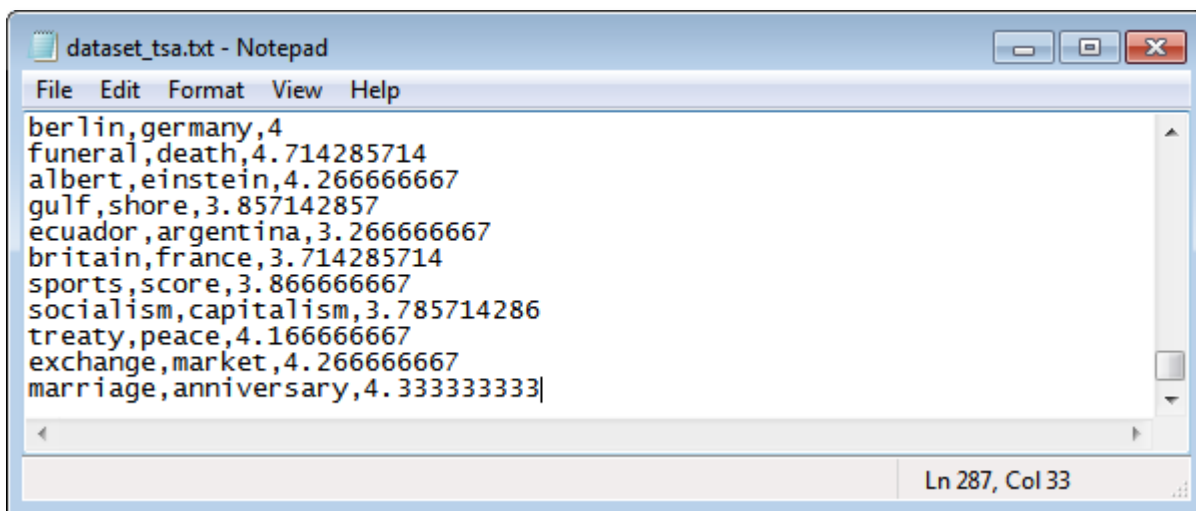 dataset_tsa.txt - Notepad
File Edit Format View Help
berlin,germany,4
funeral,death,4.714285714
albert,einstein,4.266666667
gulf,shore,3.857142857
ecuador,argentina,3.266666667
britain,france,3.714285714
sports,score,3.866666667
socialism,capitalism,3.785714286
treaty,peace,4.166666667
exchange,market,4.266666667
marriage,anniversary,4.333333333
Ln 287, Col 33